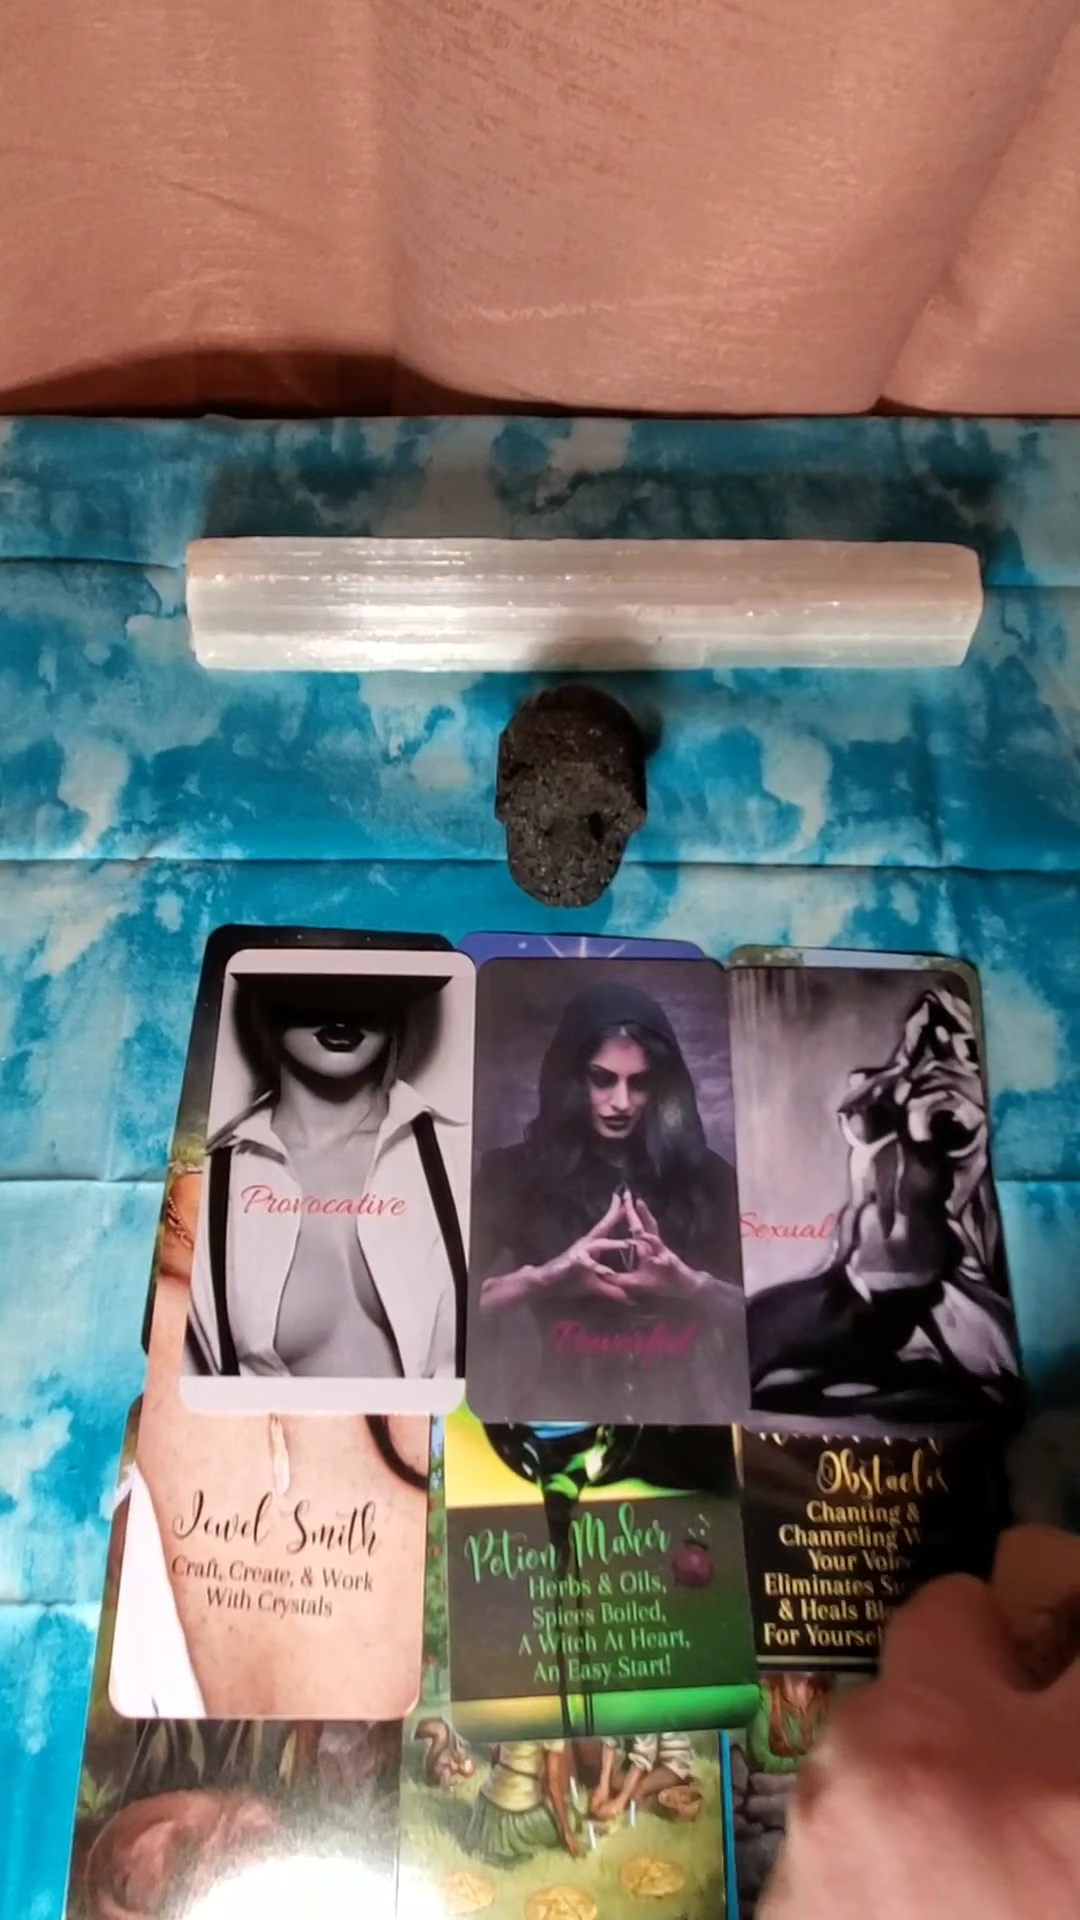 Provocative
Powerful
Sexual
Jewel Smith
Craft, Create, & Work
With Crystals
Potion Maker
Herbs & Oils,
Spices Boiled,
A Witch At Heart,
An Easy Start!
Obstacles
Chanting &
Channeling
Your
Eliminates
& Heals
For